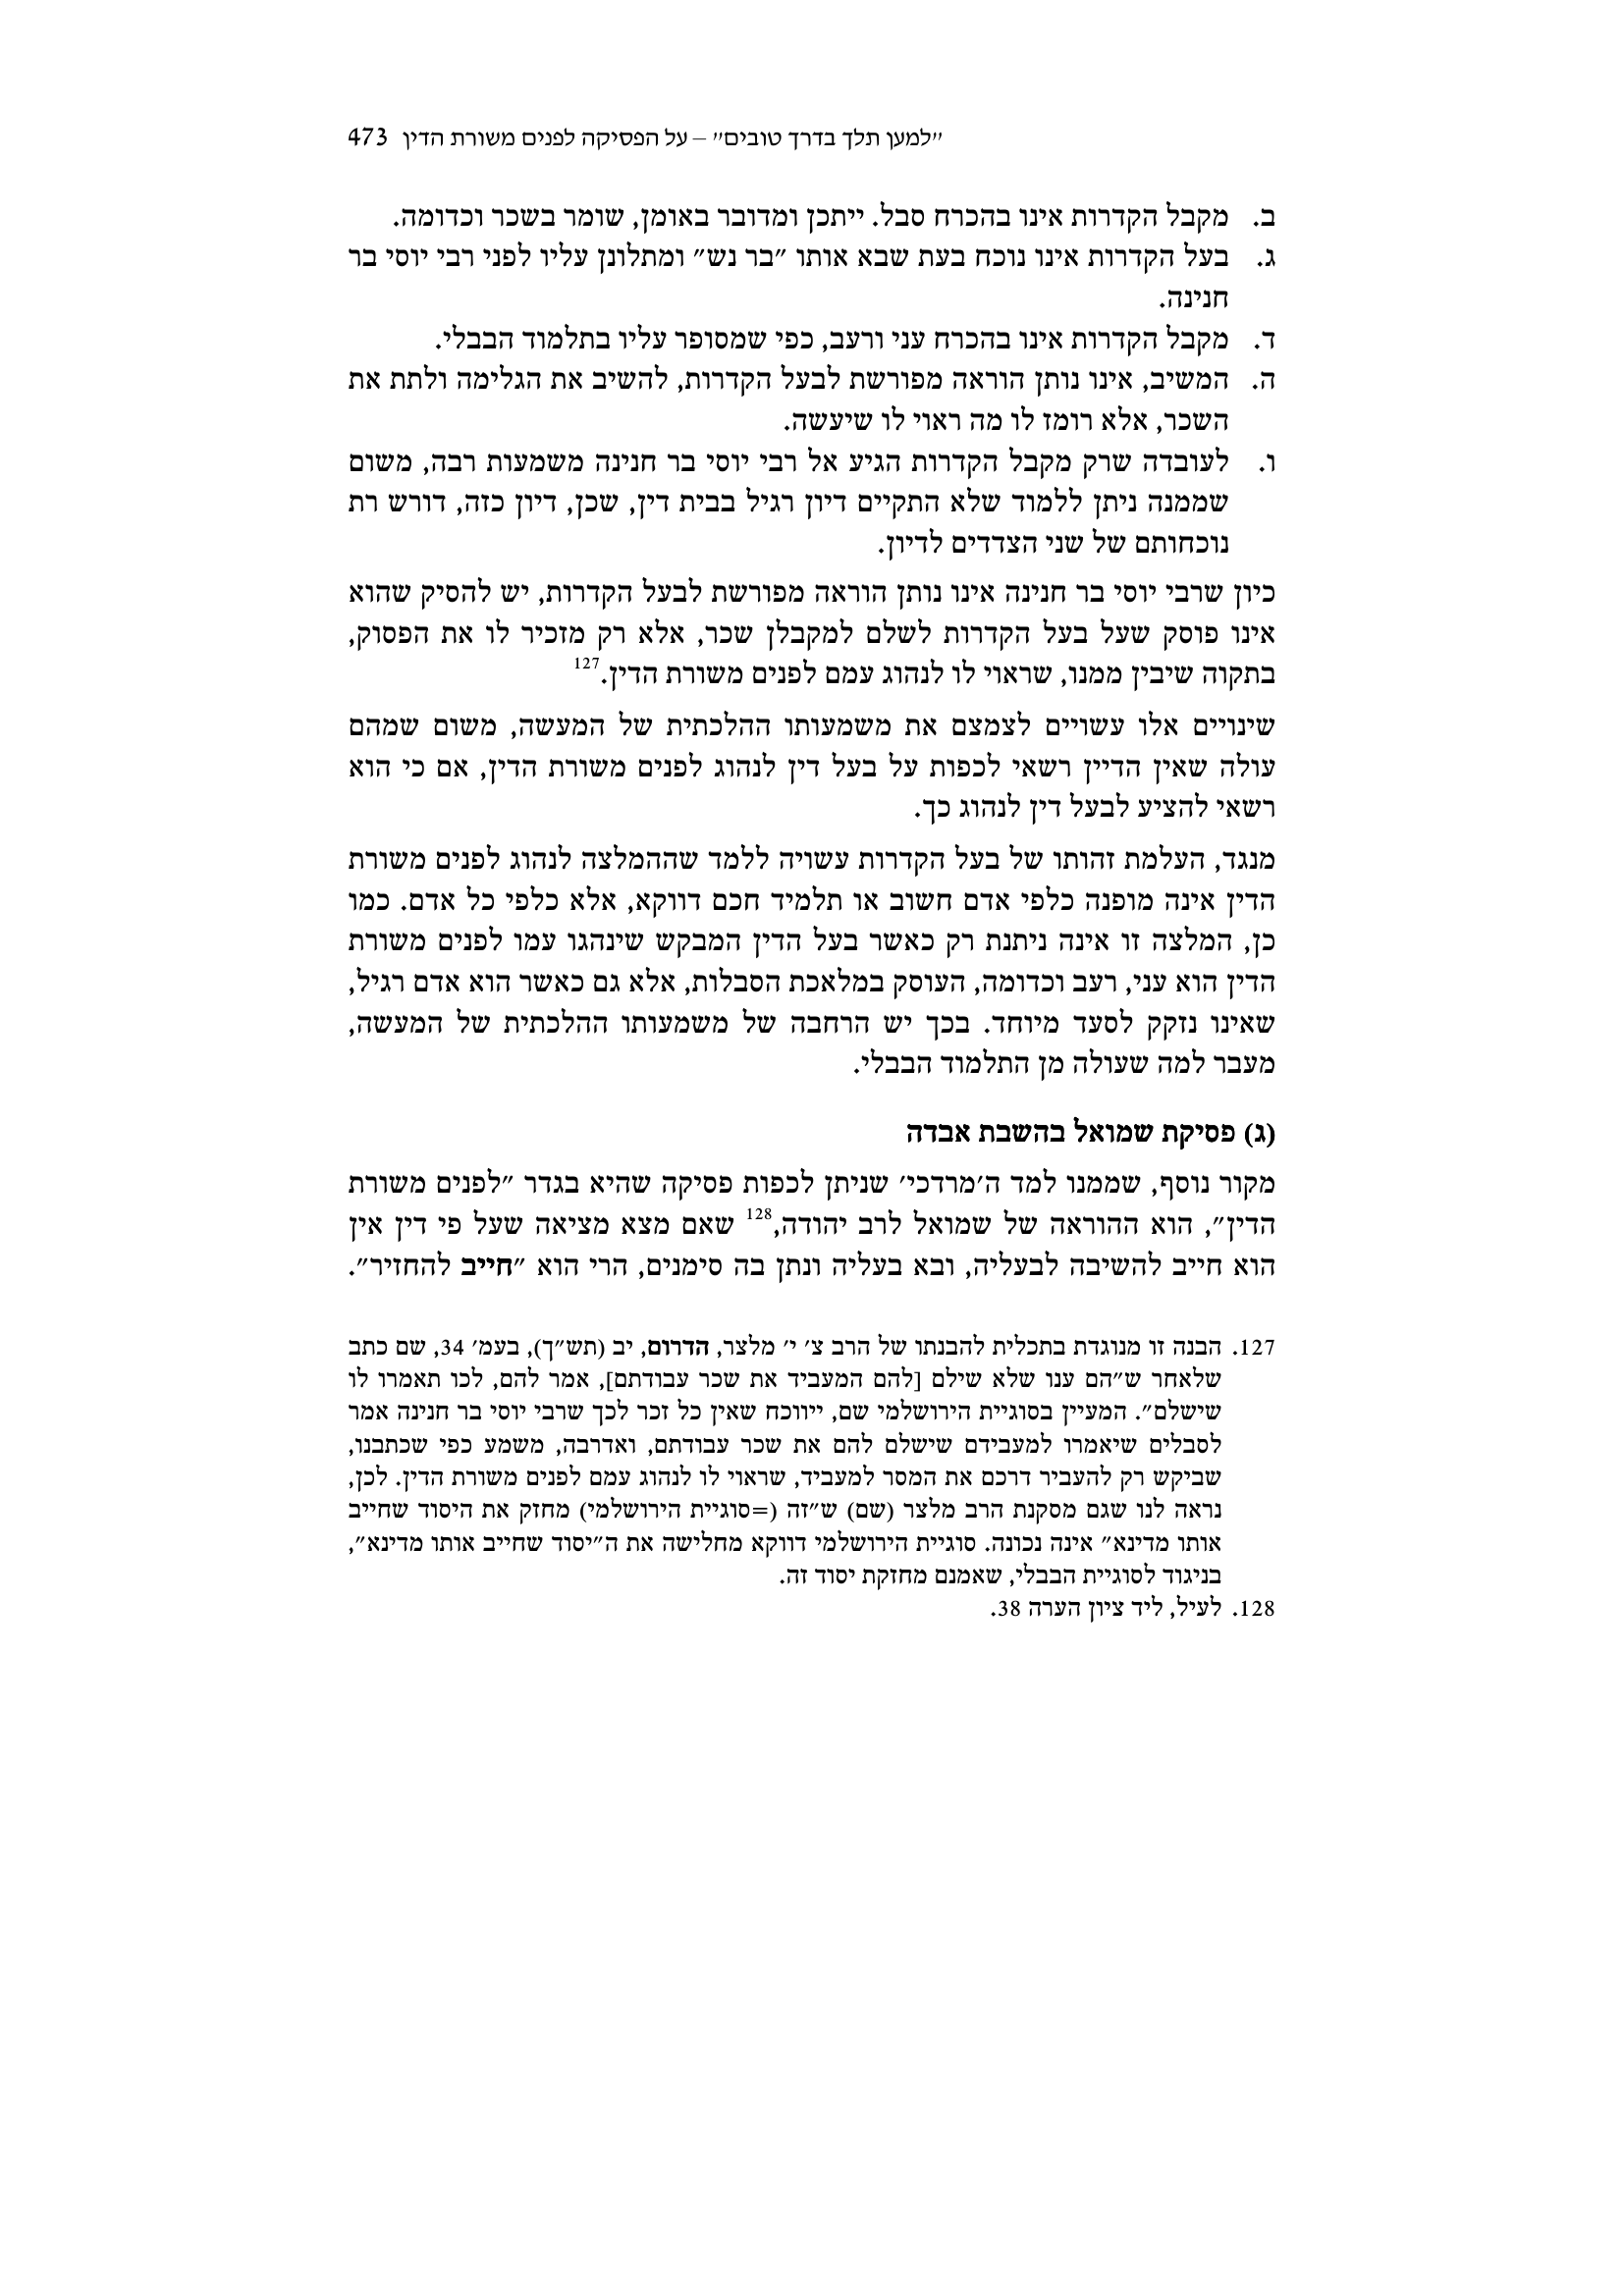 ״למען תלך בדרך טובים״ – על הפסיקה לפנים משורת הדין 473
ב. מקבל הקדרות אינו בהכרח סבל. ייתכן ומדובר באומן, שומר בשכר וכדומה.
ג. בעל הקדרות אינו נוכח בעת שבא אותו ״בר נש״ ומתלונן עליו לפני רבי יוסי בר
חנינה.
ד. מקבל הקדרות אינו בהכרח עני ורעב, כפי שמסופר עליו בתלמוד הבבלי.
ה. המשיב, אינו נותן הוראה מפורשת לבעל הקדרות, להשיב את הגלימה ולתת את
השכר, אלא רומז לו מה ראוי לו שיעשה.
ו. לעובדה שרק מקבל הקדרות הגיע אל רבי יוסי בר חנינה משמעות רבה, משום
שממנה ניתן ללמוד שלא התקיים דיון רגיל בבית דין, שכן, דיון כזה, דורש רת
נוכחותם של שני הצדדים לדיון.
כיון שרבי יוסי בר חנינה אינו נותן הוראה מפורשת לבעל הקדרות, יש להסיק שהוא
אינו פוסק שעל בעל הקדרות לשלם למקבלן שכר, אלא רק מזכיר לו את הפסוק,
בתקוה שיבין ממנו, שראוי לו לנהוג עמם לפנים משורת הדין.127
שינויים אלו עשויים לצמצם את משמעותו ההלכתית של המעשה, משום שמהם
עולה שאין הדיין רשאי לכפות על בעל דין לנהוג לפנים משורת הדין, אם כי הוא
רשאי להציע לבעל דין לנהוג כך.
מנגד, העלמת זהותו של בעל הקדרות עשויה ללמד שההמלצה לנהוג לפנים משורת
הדין אינה מופנה כלפי אדם חשוב או תלמיד חכם דווקא, אלא כלפי כל אדם. כמו
כן, המלצה זו אינה ניתנת רק כאשר בעל הדין המבקש שינהגו עמו לפנים משורת
הדין הוא עני, רעב וכדומה, העוסק במלאכת הסבלות, אלא גם כאשר הוא אדם רגיל,
שאינו נזקק לסעד מיוחד. בכך יש הרחבה של משמעותו ההלכתית של המעשה,
מעבר למה שעולה מן התלמוד הבבלי.
(ג) פסיקת שמואל בהשבת אבדה
מקור נוסף, שממנו למד ה׳מרדכי׳ שניתן לכפות פסיקה שהיא בגדר ״לפנים משורת
הדין״, הוא ההוראה של שמואל לרב יהודה,128 שאם מצא מציאה שעל פי דין אין
הוא חייב להשיבה לבעליה, ובא בעליה ונתן בה סימנים, הרי הוא ״חייב להחזיר״.
127. הבנה זו מנוגדת בתכלית להבנתו של הרב צ׳ י׳ מלצר, הדרום, יב (תש״ך), בעמ׳ 34, שם כתב
שלאחר ש״הם ענו שלא שילם [להם המעביד את שכר עבודתם], אמר להם, לכו תאמרו לו
שישלם״. המעיין בסוגיית הירושלמי שם, ייווכח שאין כל זכר לכך שרבי יוסי בר חנינה אמר
לסבלים שיאמרו למעבידם שישלם להם את שכר עבודתם, ואדרבה, משמע כפי שכתבנו,
שביקש רק להעביר דרכם את המסר למעביד, שראוי לו לנהוג עמם לפנים משורת הדין. לכן,
נראה לנו שגם מסקנת הרב מלצר (שם) ש״זה (=סוגיית הירושלמי) מחזק את היסוד שחייב
אותו מדינא״ אינה נכונה. סוגיית הירושלמי דווקא מחלישה את ה״יסוד שחייב אותו מדינא״,
בניגוד לסוגיית הבבלי, שאמנם מחזקת יסוד זה.
128. לעיל, ליד ציון הערה 38.